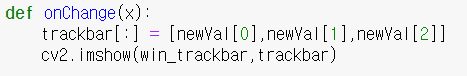 def onChange(x):
    trackbar[:] = [newVal[0],newVal[1],newVal[2]]
    cv2.imshow(win_trackbar,trackbar)